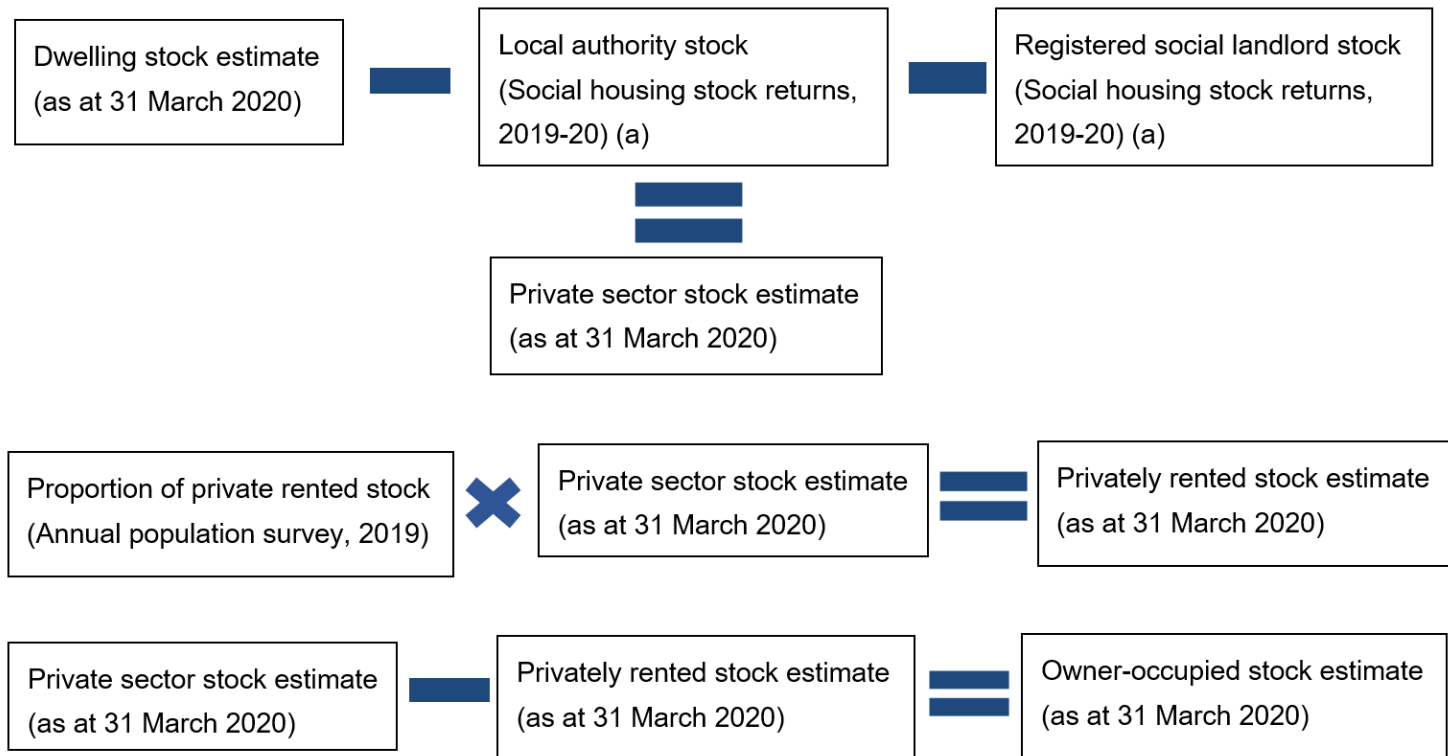 Dwelling stock estimate
(as at 31 March 2020)
Local authority stock
(Social housing stock returns,
2019-20) (a)
Registered social landlord stock
(Social housing stock returns,
2019-20) (a)
Private sector stock estimate
(as at 31 March 2020)
Proportion of private rented stock
(Annual population survey, 2019)
Private sector stock estimate
(as at 31 March 2020)
Privately rented stock estimate
(as at 31 March 2020)
Private sector stock estimate
(as at 31 March 2020)
Privately rented stock estimate
(as at 31 March 2020)
Owner-occupied stock estimate
(as at 31 March 2020)